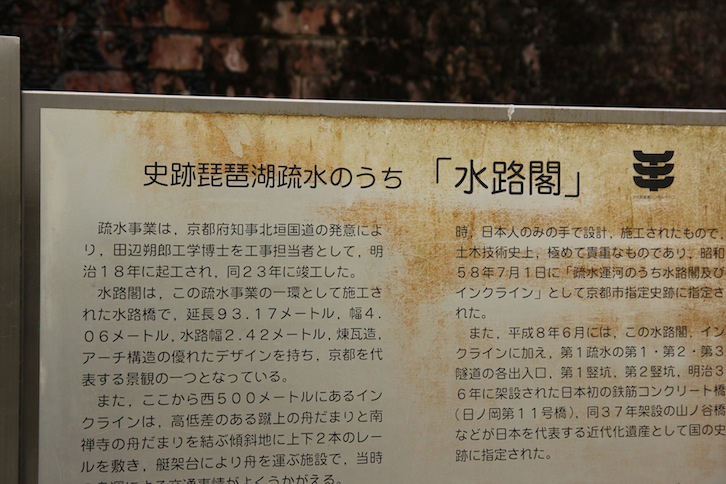 史跡琵琶湖疏水のうち 「水路閣」
疏水事業は，京都府知事北垣国道の発意によ
り，田辺朔郎工学博士を工事担当者として，明
治１８年に起工され，同２３年に竣工した。
水路閣は，この疏水事業の一環として施工さ
れた水路橋で，延長９３.１７メートル，幅４.
０６メートル，水路幅２.４２メートル，煉瓦造，
アーチ構造の優れたデザインを持ち，京都を代
表する景観の一つとなっている。
また，ここから西５００メートルにあるイン
クラインは，高低差のある蹴上の舟だまりと南
禅寺の舟だまりを結ぶ傾斜地に上下２本のレー
ルを敷き，艇架台により舟を運ぶ施設で，当時
の舟運による交通事情がよくうかがえる。
時，日本人のみの手で設計，施工されたもので，
土木技術史上，極めて貴重なものであり，昭和
５８年７月１日に「疏水運河のうち水路閣及び
インクライン」として京都市指定史跡に指定さ
れた。
また，平成８年６月には，この水路閣，イン
クラインに加え，第１疏水の第１・第２・第３
隧道の各出入口，第１竪坑，第２竪坑，明治３
６年に架設された日本初の鉄筋コンクリート橋
（日ノ岡第１１号橋），同３７年架設の山ノ谷橋
などが日本を代表する近代化遺産として国の史
跡に指定された。